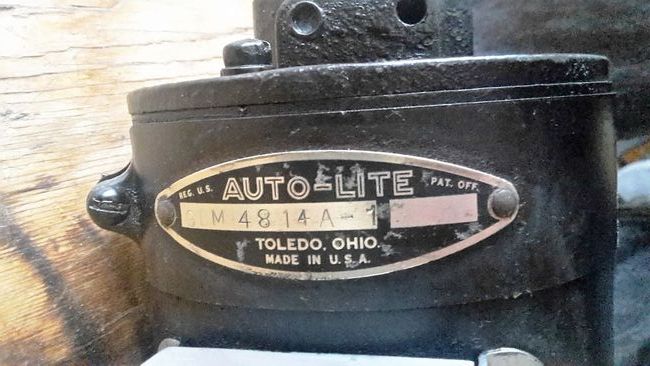 REG. U.S. AUTO-LITE PAT. OFF.
M 4814A-1
TOLEDO, OHIO.
MADE IN U.S.A.